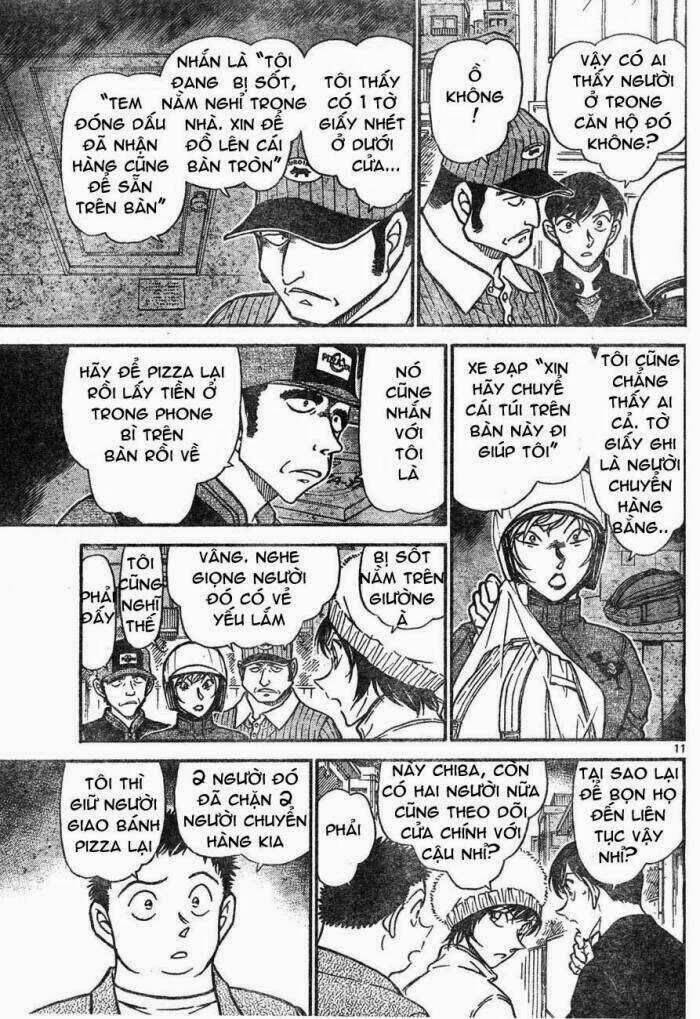 VẬY CÓ AI
THẤY NGƯỜI
Ở TRONG
CĂN HỘ ĐÓ
KHÔNG?
Ồ
KHÔNG
!
TÔI THẤY
CÓ 1 TỜ
GIẤY NHÉT
Ở DƯỚI
CỬA...
NHẮN LÀ "TÔI
ĐANG BỊ SỐT,
NẰM NGHỈ TRONG
NHÀ. XIN ĐỂ
ĐỒ LÊN CÁI
BÀN TRÒN"
"TEM
ĐÓNG DẤU
ĐÃ NHẬN
HÀNG CŨNG
ĐỂ SẴN
TRÊN BÀN"
TÔI CŨNG
CHẲNG
THẤY AI
CẢ. TỜ
GIẤY GHI
LÀ NGƯỜI
CHUYỂN
HÀNG
BẰNG..
XE ĐẠP "XIN
HÃY CHUYỂ
CÁI TÚI TRÊN
BÀN NÀY ĐI
GIÚP TÔI"
NÓ
CŨNG
NHẮN
VỚI
TÔI
LÀ
HÃY ĐỂ PIZZA LẠI
RỒI LẤY TIỀN Ở
TRONG PHONG
BÌ TRÊN
BÀN RỒI VỀ
BỊ SỐT
NẰM TRÊN
GIƯỜNG
À
VÂNG. NGHE
GIỌNG NGƯỜI
ĐÓ CÓ VẺ
YẾU LẮM
TÔI
CŨNG
NGHĨ
THẾ
PHẢI
ĐẤY
11
TẠI SAO LẠI
ĐỂ BỌN HỌ
ĐẾN LIÊN
TỤC VẬY
NHỈ?
NÀY CHIBA, CÒN
CÓ HAI NGƯỜI NỮA
CŨNG THEO DÕI
CỬA CHÍNH VỚI
CẬU NHỈ?
PHẢI
2 NGƯỜI ĐÓ
ĐÃ CHẶN 2
NGƯỜI CHUYỂN
HÀNG KIA
TÔI THÌ
GIỮ NGƯỜI
GIAO BÁNH
PIZZA LẠI